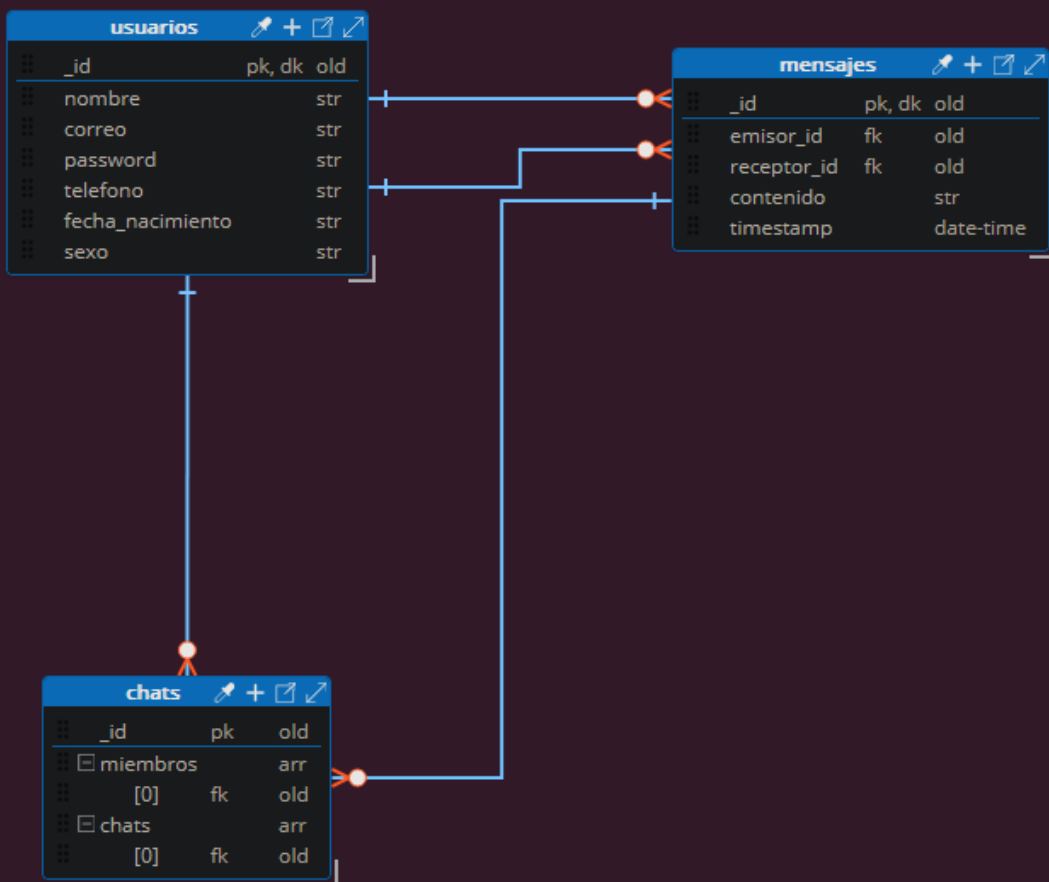 usuarios
_id pk, dk old
nombre str
correo str
password str
telefono str
fecha_nacimiento str
sexo str
mensajes
_id pk, dk old
emisor_id fk old
receptor_id fk old
contenido str
timestamp date-time
chats
_id pk old
miembros arr
[0] fk old
chats arr
[0] fk old